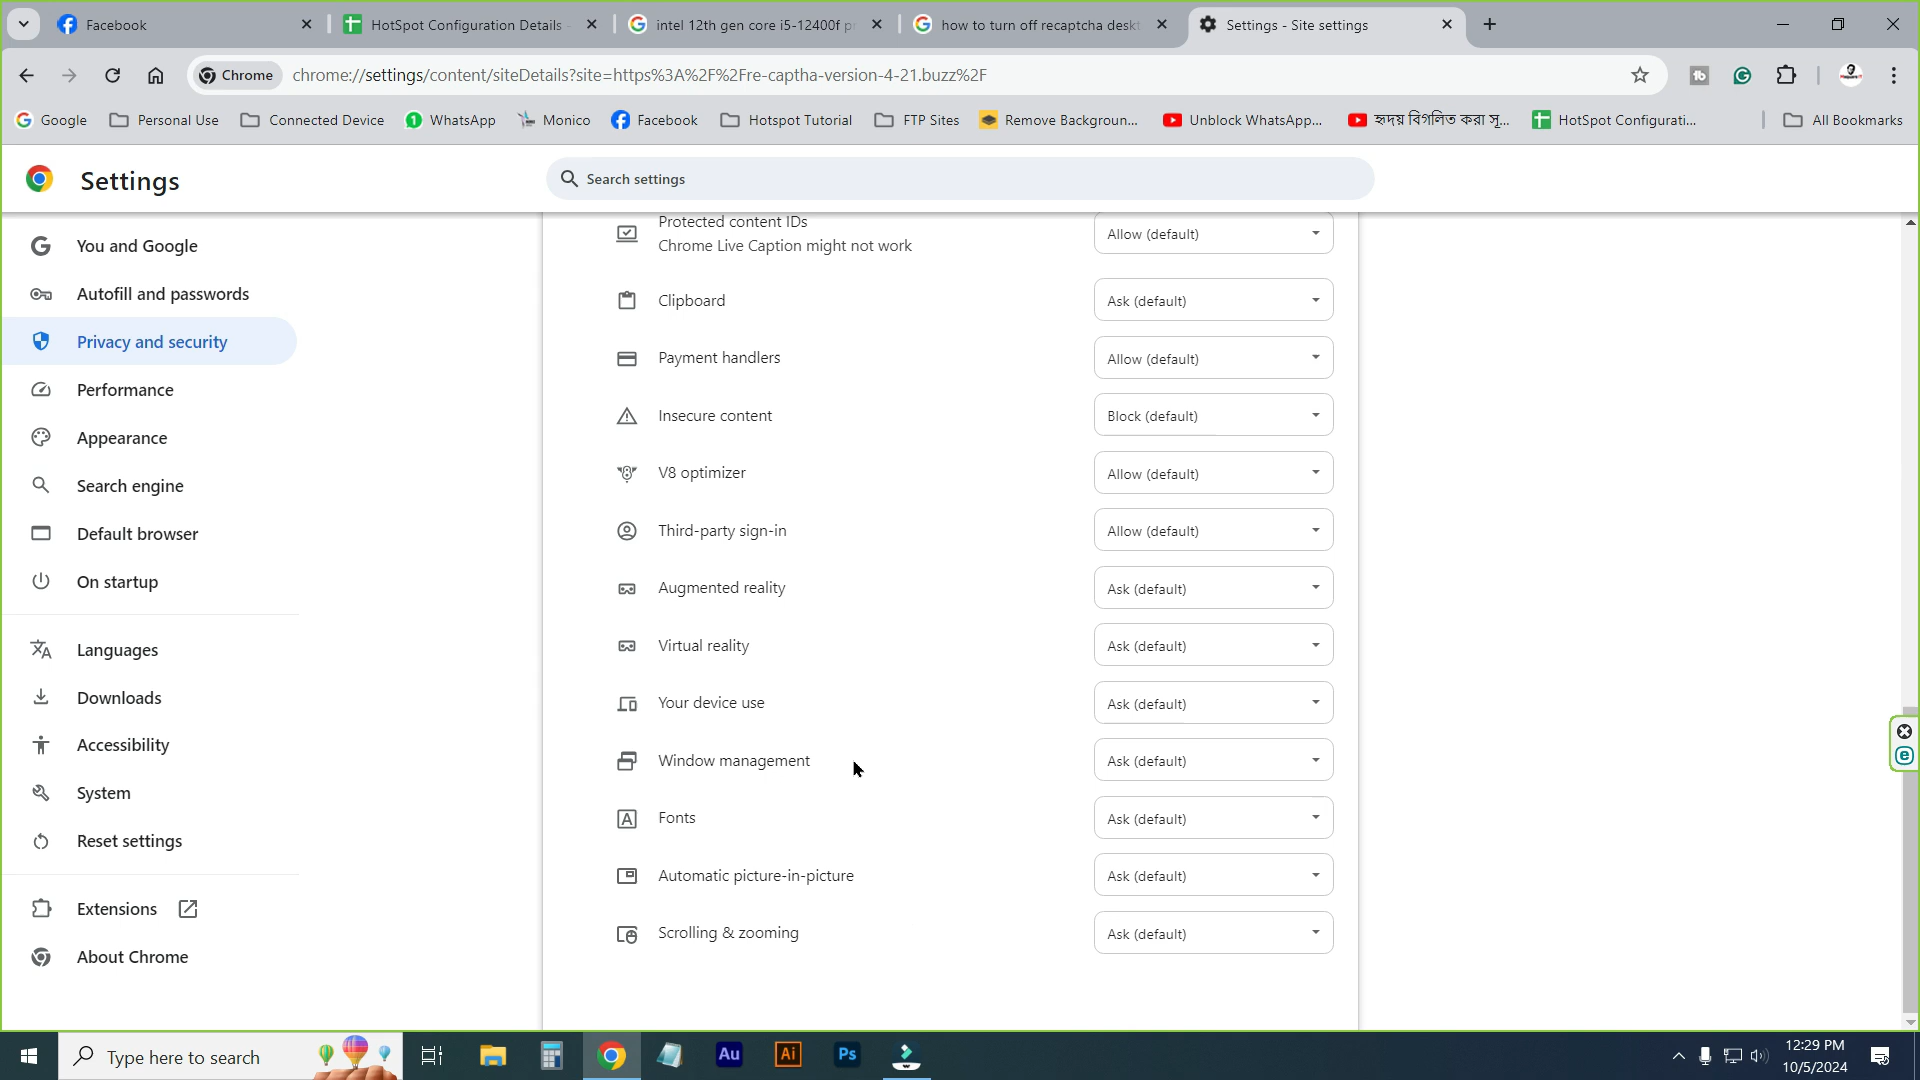 Facebook
HotSpot Configuration Details
intel 12th gen core i5-12400f p
how to turn off recaptcha deskt
Settings - Site settings
Chrome
chrome://settings/content/siteDetails?site=https%3A%2F%2Fre-captha-version-4-21.buzz%2F
Google
Personal Use
Connected Device
WhatsApp
Monico
Facebook
Hotspot Tutorial
FTP Sites
Remove Backgroun...
Unblock WhatsApp...
হৃদয় বিগলিত করা সূ...
HotSpot Configurati...
All Bookmarks
Settings
Search settings
You and Google
Autofill and passwords
Privacy and security
Performance
Appearance
Search engine
Default browser
On startup
Languages
Downloads
Accessibility
System
Reset settings
Extensions
About Chrome
Protected content IDs
Chrome Live Caption might not work
Allow (default)
Clipboard
Ask (default)
Payment handlers
Allow (default)
Insecure content
Block (default)
V8 optimizer
Allow (default)
Third-party sign-in
Allow (default)
Augmented reality
Ask (default)
Virtual reality
Ask (default)
Your device use
Ask (default)
Window management
Ask (default)
Fonts
Ask (default)
Automatic picture-in-picture
Ask (default)
Scrolling & zooming
Ask (default)
Type here to search
Au
Ai
Ps
12:29 PM
10/5/2024